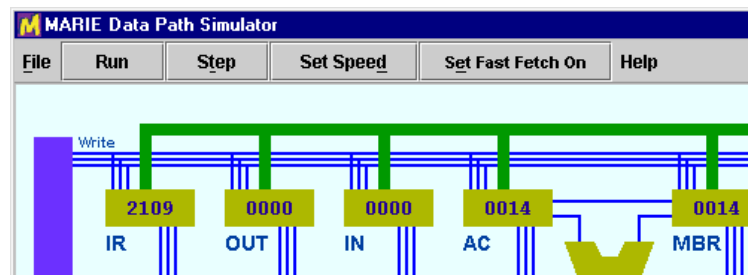 MARIE Data Path Simulator
File Run Step Set Speed Set Fast Fetch On Help
Write
2109 0000 0000 0014 0014
IR OUT IN AC MBR